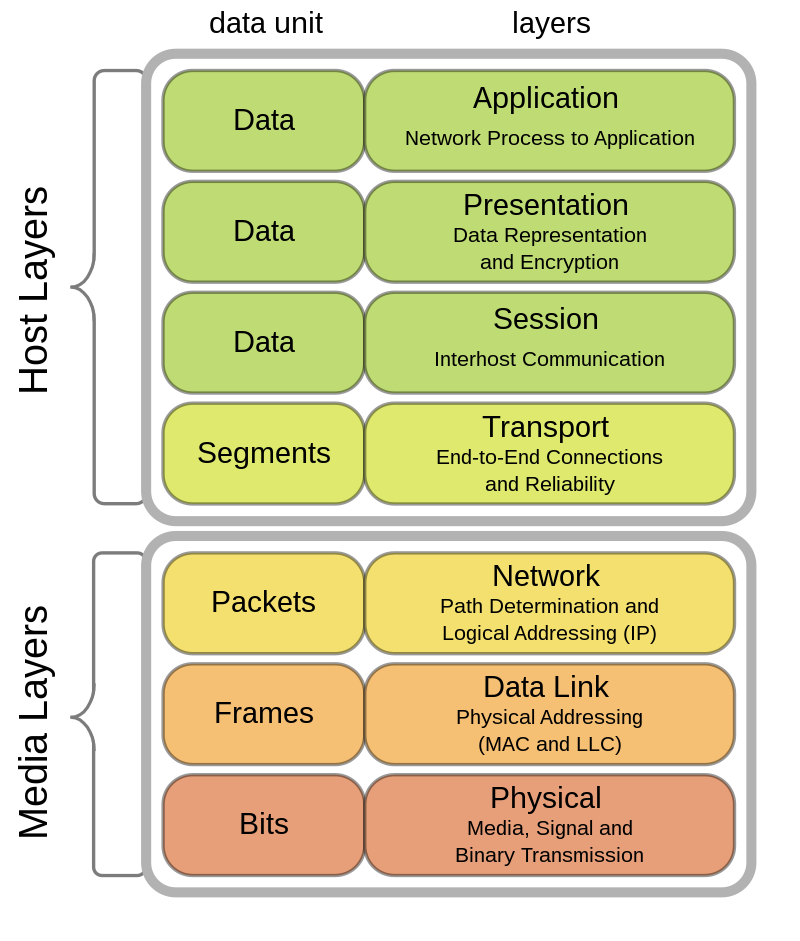 data unit
layers
Host Layers
Data
Application
Network Process to Application
Data
Presentation
Data Representation
and Encryption
Data
Session
Interhost Communication
Segments
Transport
End-to-End Connections
and Reliability
Media Layers
Packets
Network
Path Determination and
Logical Addressing (IP)
Frames
Data Link
Physical Addressing
(MAC and LLC)
Bits
Physical
Media, Signal and
Binary Transmission